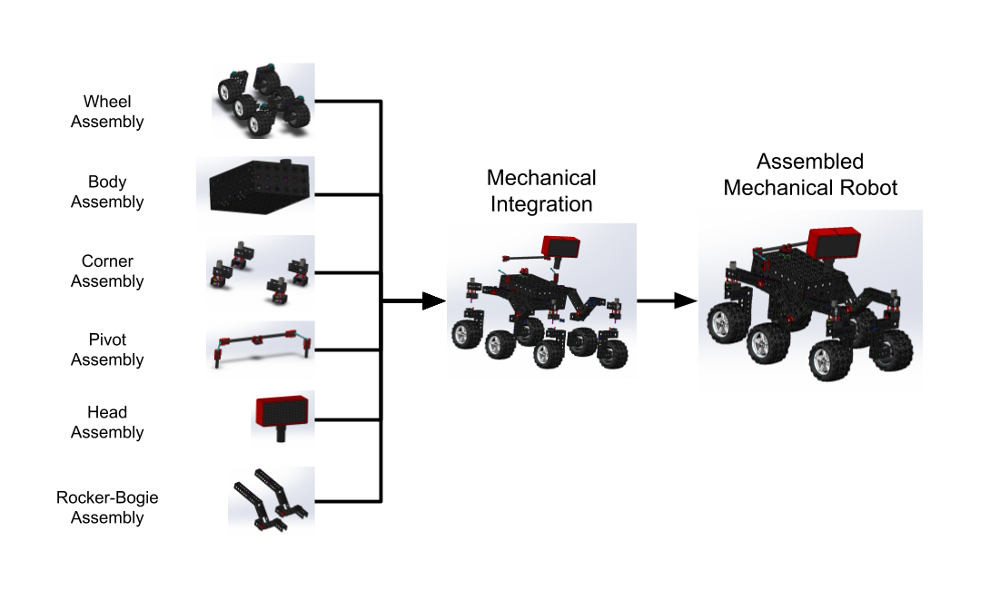 Wheel
Assembly
Body
Assembly
Corner
Assembly
Pivot
Assembly
Head
Assembly
Rocker-Bogie
Assembly
Mechanical
Integration
Assembled
Mechanical Robot